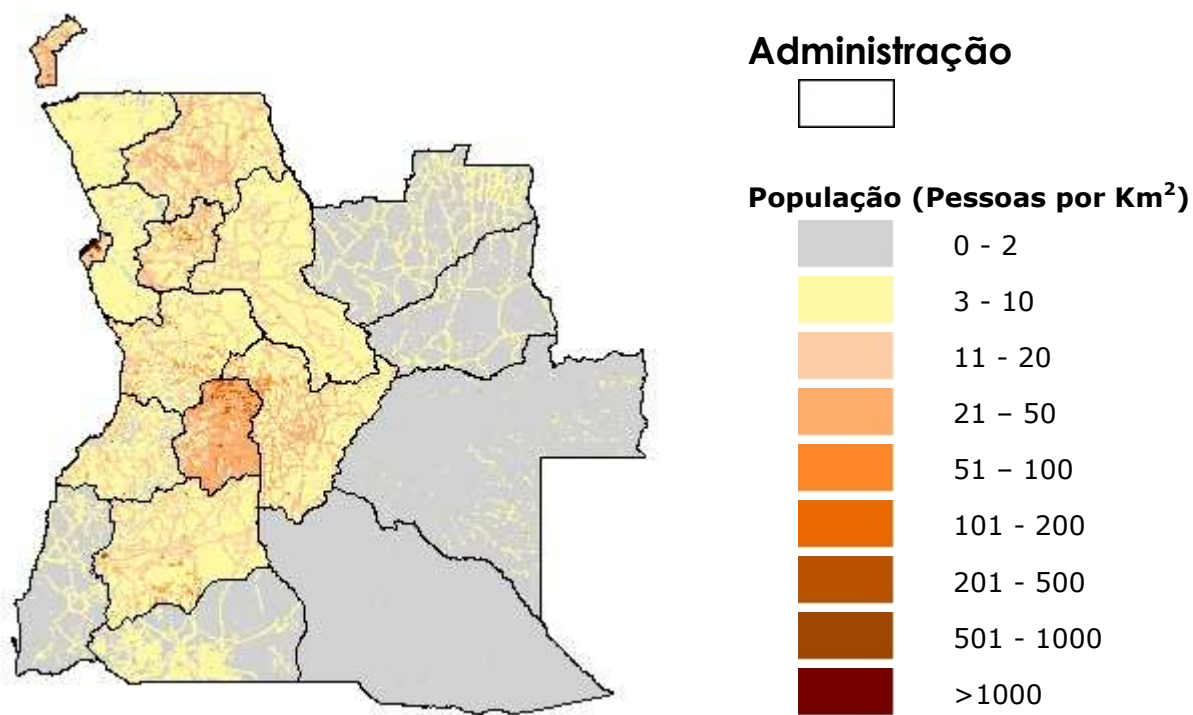 Administração
População (Pessoas por Km²)
0 - 2
3 - 10
11 - 20
21 – 50
51 – 100
101 - 200
201 - 500
501 - 1000
>1000